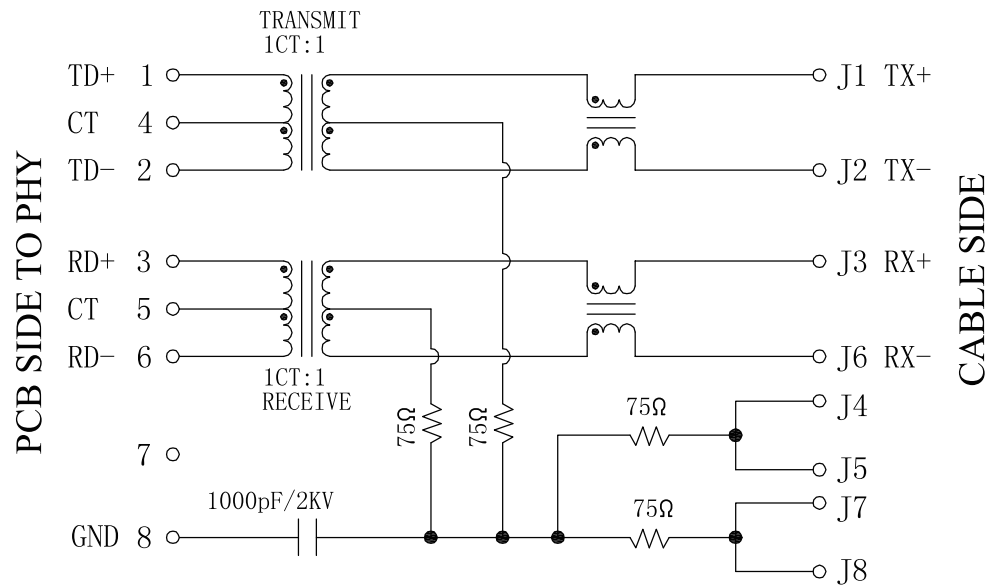 TRANSMIT
1CT:1
TD+ 1
J1 TX+
CT 4
TD- 2
J2 TX-
PCB SIDE TO PHY
CABLE SIDE
RD+ 3
J3 RX+
CT 5
RD- 6
J6 RX-
1CT:1
RECEIVE
75Ω
75Ω
75Ω
J4
7
J5
1000pF/2KV
75Ω
J7
GND 8
J8